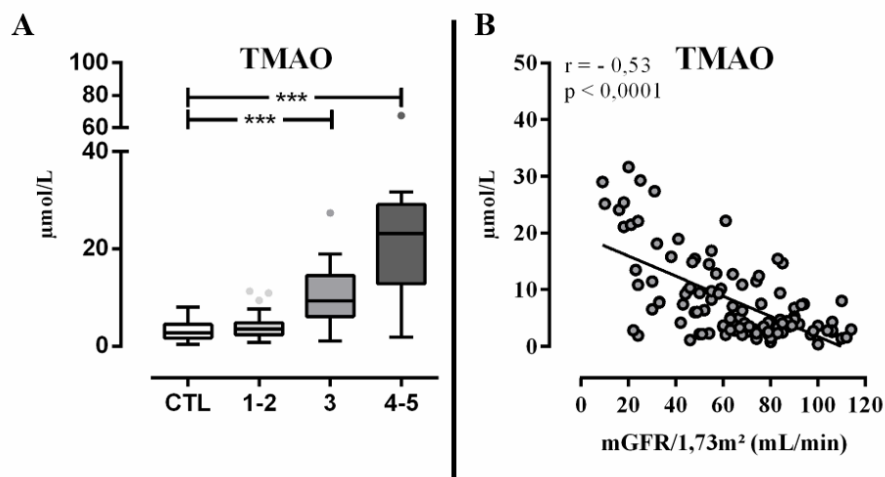 A
TMAO
100
80
60
40
20
0
µmol/L
***
***
CTL 1-2 3 4-5
B
TMAO
r = - 0,53
p < 0,0001
50
40
30
20
10
0
µmol/L
0 20 40 60 80 100 120
mGFR/1,73m² (mL/min)